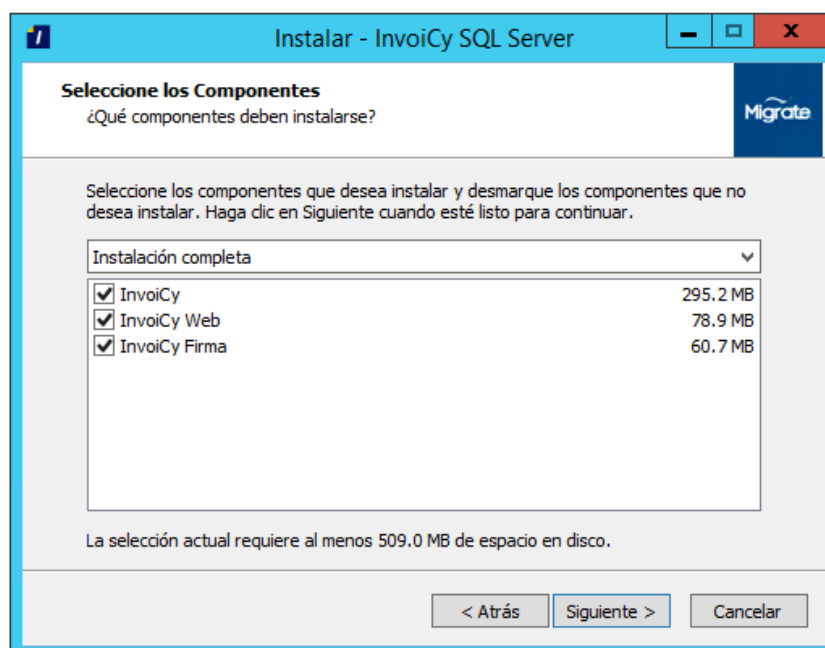 Instalar - InvoiCy SQL Server
Seleccione los Componentes
¿Qué componentes deben instalarse?
Migrate
Seleccione los componentes que desea instalar y desmarque los componentes que no
desea instalar. Haga clic en Siguiente cuando esté listo para continuar.
Instalación completa
InvoiCy 295.2 MB
InvoiCy Web 78.9 MB
InvoiCy Firma 60.7 MB
La selección actual requiere al menos 509.0 MB de espacio en disco.
< Atrás Siguiente > Cancelar